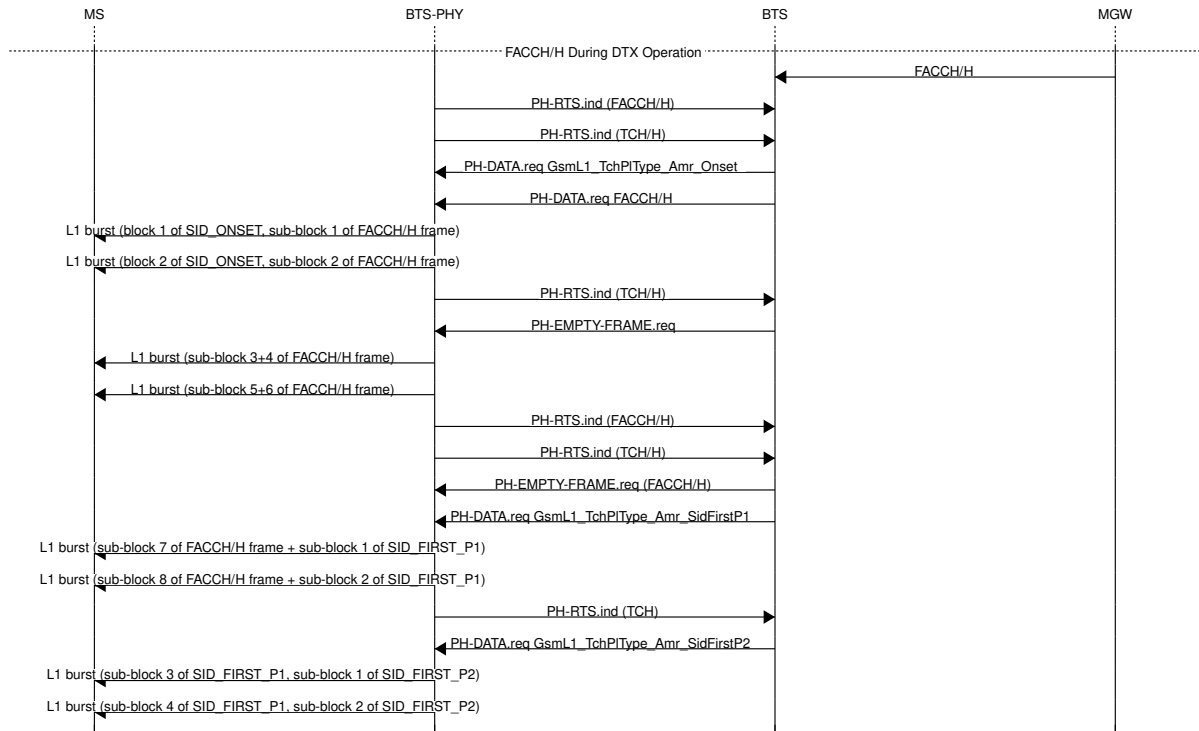 MS BTS-PHY BTS MGW
FACCH/H During DTX Operation
FACCH/H
PH-RTS.ind (FACCH/H)
PH-RTS.ind (TCH/H)
PH-DATA.req GsmL1_TchPlType_Amr_Onset
PH-DATA.req FACCH/H
L1 burst (block 1 of SID_ONSET, sub-block 1 of FACCH/H frame)
L1 burst (block 2 of SID_ONSET, sub-block 2 of FACCH/H frame)
PH-RTS.ind (TCH/H)
PH-EMPTY-FRAME.req
L1 burst (sub-block 3+4 of FACCH/H frame)
L1 burst (sub-block 5+6 of FACCH/H frame)
PH-RTS.ind (FACCH/H)
PH-RTS.ind (TCH/H)
PH-EMPTY-FRAME.req (FACCH/H)
PH-DATA.req GsmL1_TchPlType_Amr_SidFirstP1
L1 burst (sub-block 7 of FACCH/H frame + sub-block 1 of SID_FIRST_P1)
L1 burst (sub-block 8 of FACCH/H frame + sub-block 2 of SID_FIRST_P1)
PH-RTS.ind (TCH)
PH-DATA.req GsmL1_TchPlType_Amr_SidFirstP2
L1 burst (sub-block 3 of SID_FIRST_P1, sub-block 1 of SID_FIRST_P2)
L1 burst (sub-block 4 of SID_FIRST_P1, sub-block 2 of SID_FIRST_P2)